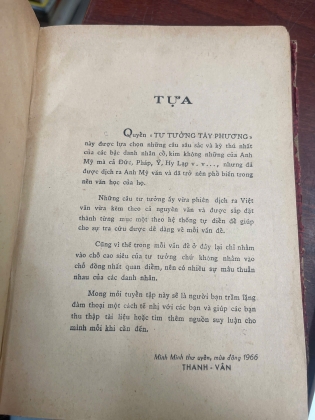 TỰA
Quyển «TƯ TƯỞNG TÂY PHƯƠNG»
này được lựa chọn những câu sâu sắc và kỳ thú nhất
của các bậc danh nhân cổ, kim không những của Anh
Mỹ mà cả Đức, Pháp, Ý, Hy Lạp v. v..., nhưng đã
được dịch ra Anh Mỹ văn và đã trở nên phổ biến trong
nền văn học của họ.
Những câu tư tưởng ấy vừa phiên dịch ra Việt
văn vừa kèm theo cả nguyên văn và được sắp đặt
thành từng mục một theo hệ thống tự điển để giúp
cho sự tra cứu được dễ dàng về mỗi vấn đề.
Cũng vì thế trong mỗi vấn đề ở đây lại chỉ nhằm
vào chỗ cao siêu của tư tưởng chứ không nhằm vào
chỗ đồng nhất quan điểm, nên có nhiều sự mâu thuẫn
nhau của các danh nhân.
Mong mỏi tuyển tập này sẽ là người bạn trầm lặng
đàm thoại một cách tế nhị với các bạn và giúp các bạn
thu thập tài liệu hoặc tìm thêm nguồn suy luận cho
mình mỗi khi cần đến.
Minh Minh thư quyển, mùa đông 1966
THANH-VÂN